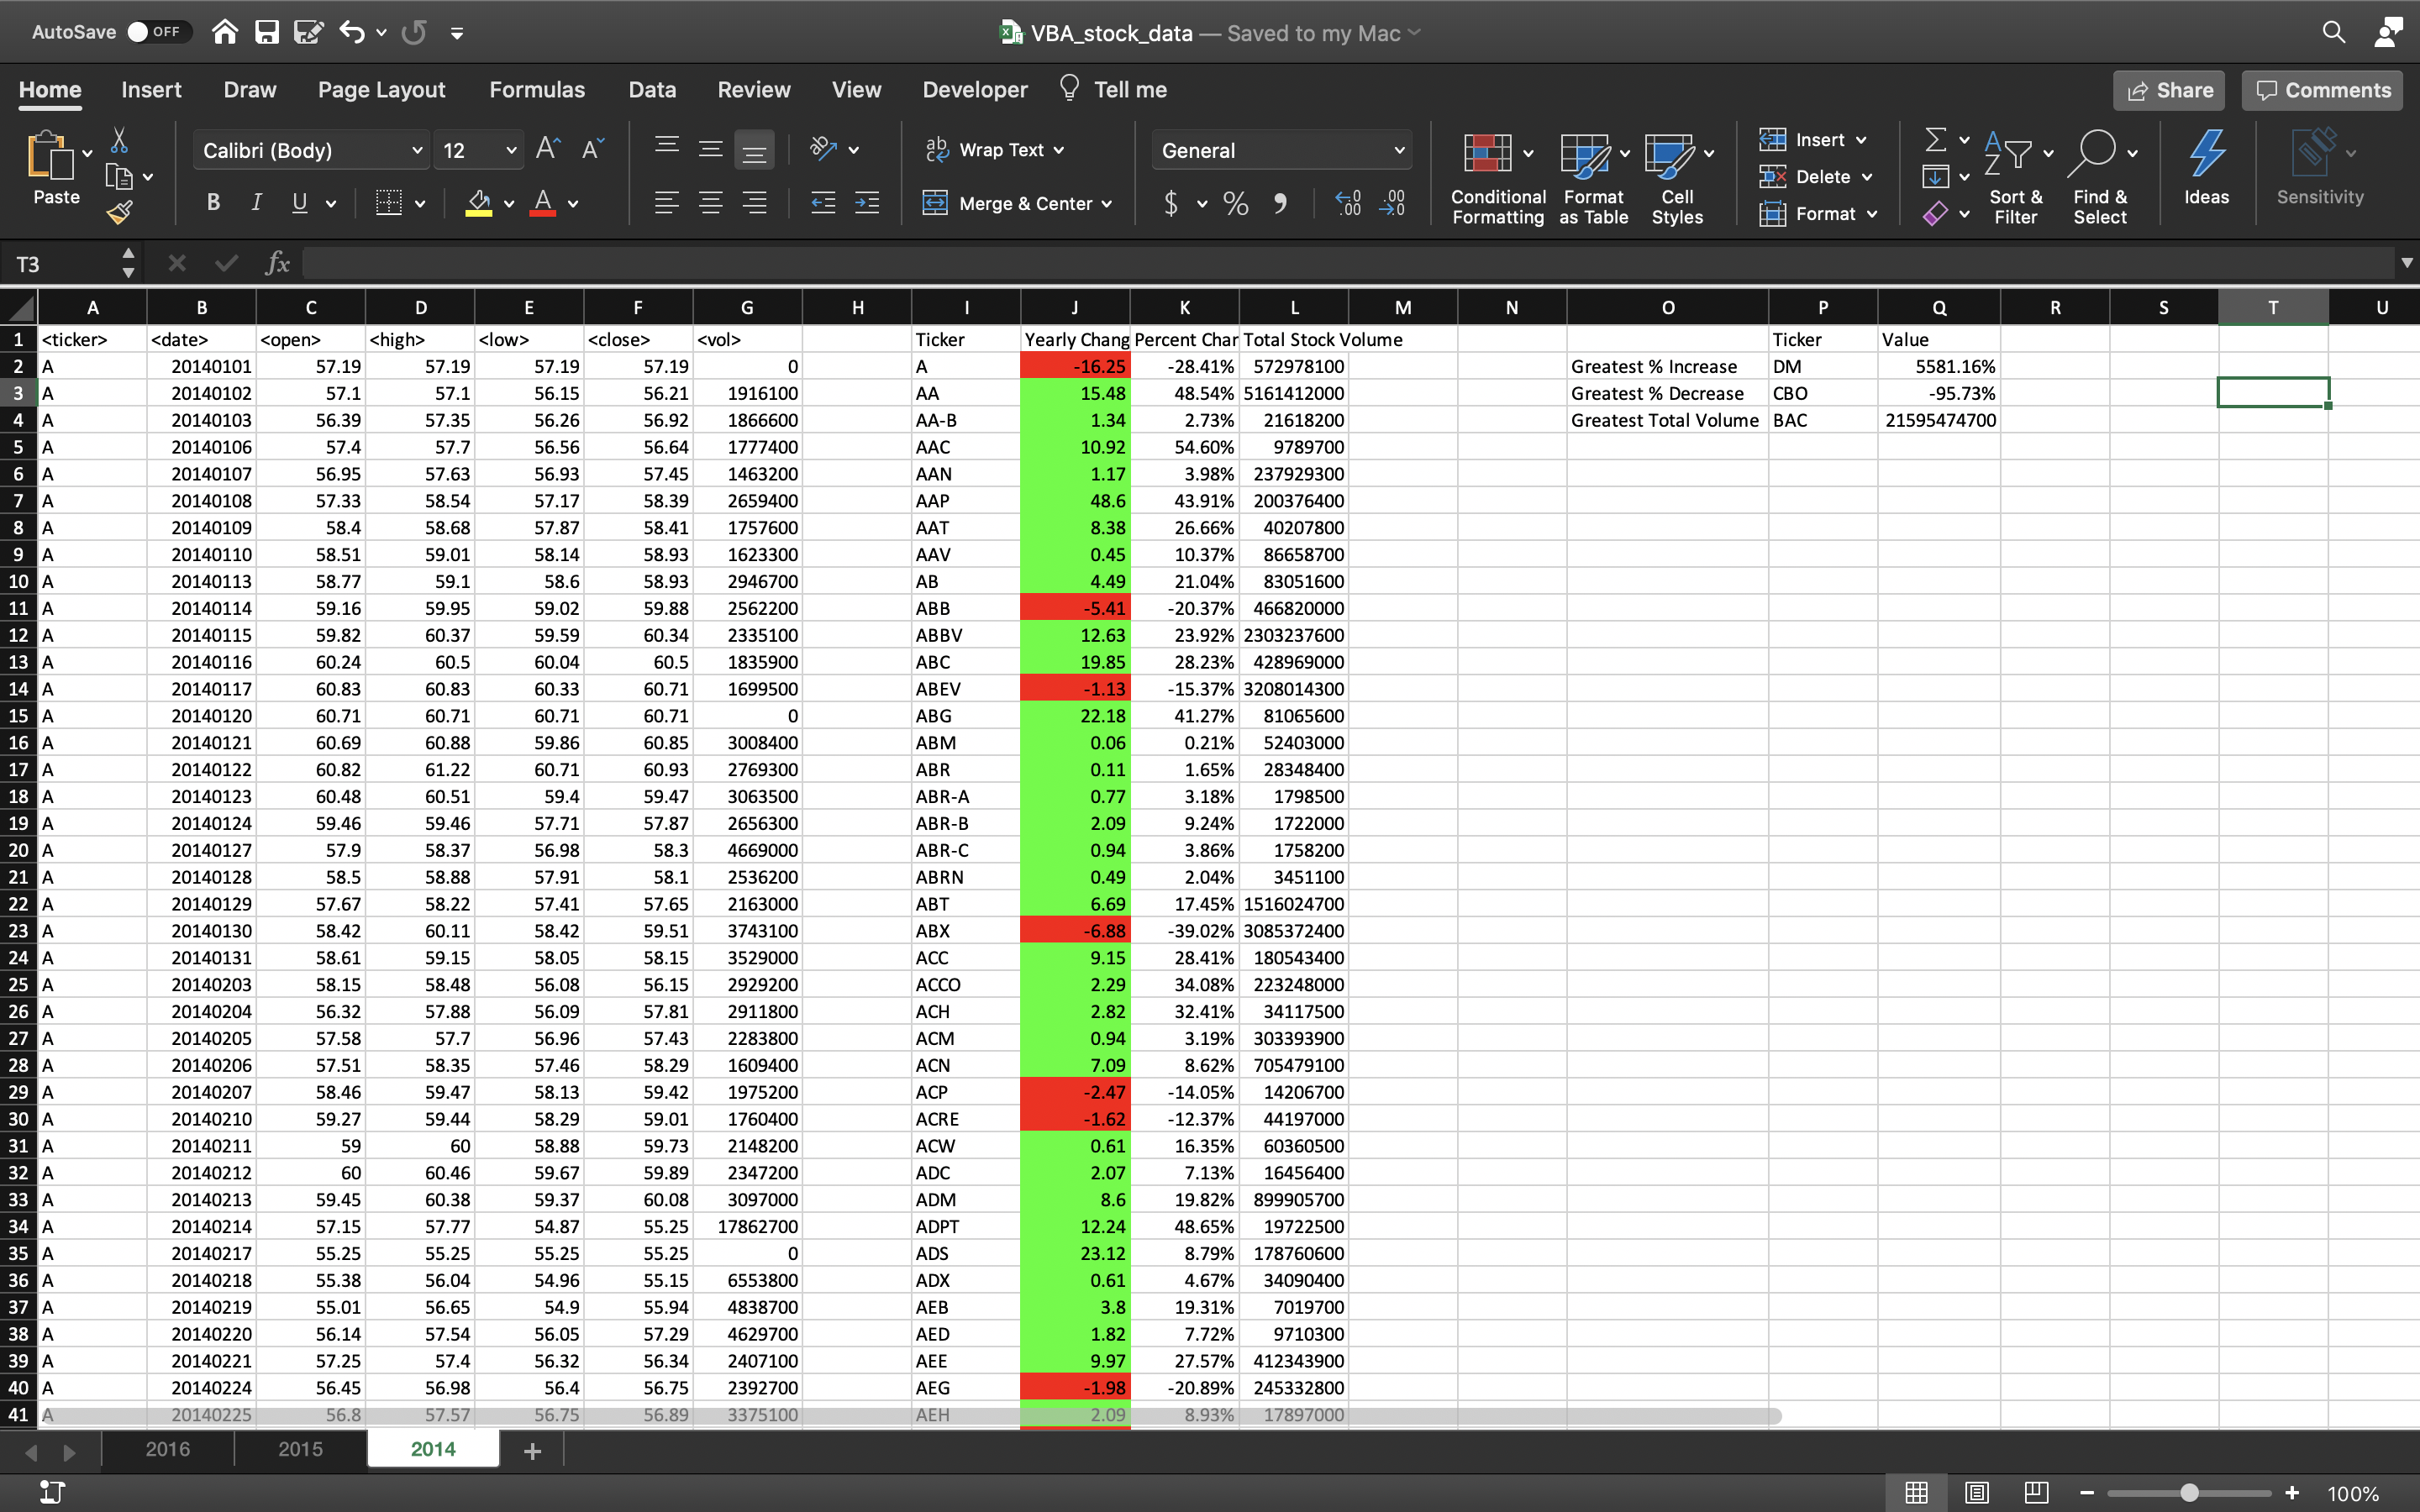 AutoSave OFF VBA_stock_data — Saved to my Mac
Home Insert Draw Page Layout Formulas Data Review View Developer Tell me Share Comments
Paste Calibri (Body) 12 A A ab Wrap Text General Insert Delete Format
B I U A Merge & Center $ % , .00 .00 Conditional Formatting Format as Table Cell Styles Sort & Filter Find & Select Ideas Sensitivity
T3 fx
A B C D E F G H I J K L M N O P Q R S T U
1 <ticker> <date> <open> <high> <low> <close> <vol> Ticker Yearly Chang Percent Char Total Stock Volume Ticker Value
2 A 20140101 57.19 57.19 57.19 57.19 0 A -16.25 -28.41% 572978100 Greatest % Increase DM 5581.16%
3 A 20140102 57.1 57.1 56.15 56.21 1916100 AA 15.48 48.54% 5161412000 Greatest % Decrease CBO -95.73%
4 A 20140103 56.39 57.35 56.26 56.92 1866600 AA-B 1.34 2.73% 21618200 Greatest Total Volume BAC 21595474700
5 A 20140106 57.4 57.7 56.56 56.64 1777400 AAC 10.92 54.60% 9789700
6 A 20140107 56.95 57.63 56.93 57.45 1463200 AAN 1.17 3.98% 237929300
7 A 20140108 57.33 58.54 57.17 58.39 2659400 AAP 48.6 43.91% 200376400
8 A 20140109 58.4 58.68 57.87 58.41 1757600 AAT 8.38 26.66% 40207800
9 A 20140110 58.51 59.01 58.14 58.93 1623300 AAV 0.45 10.37% 86658700
10 A 20140113 58.77 59.1 58.6 58.93 2946700 AB 4.49 21.04% 83051600
11 A 20140114 59.16 59.95 59.02 59.88 2562200 ABB -5.41 -20.37% 466820000
12 A 20140115 59.82 60.37 59.59 60.34 2335100 ABBV 12.63 23.92% 2303237600
13 A 20140116 60.24 60.5 60.04 60.5 1835900 ABC 19.85 28.23% 428969000
14 A 20140117 60.83 60.83 60.33 60.71 1699500 ABEV -1.13 -15.37% 3208014300
15 A 20140120 60.71 60.71 60.71 60.71 0 ABG 22.18 41.27% 81065600
16 A 20140121 60.69 60.88 59.86 60.85 3008400 ABM 0.06 0.21% 52403000
17 A 20140122 60.82 61.22 60.71 60.93 2769300 ABR 0.11 1.65% 28348400
18 A 20140123 60.48 60.51 59.4 59.47 3063500 ABR-A 0.77 3.18% 1798500
19 A 20140124 59.46 59.46 57.71 57.87 2656300 ABR-B 2.09 9.24% 1722000
20 A 20140127 57.9 58.37 56.98 58.3 4669000 ABR-C 0.94 3.86% 1758200
21 A 20140128 58.5 58.88 57.91 58.1 2536200 ABRN 0.49 2.04% 3451100
22 A 20140129 57.67 58.22 57.41 57.65 2163000 ABT 6.69 17.45% 1516024700
23 A 20140130 58.42 60.11 58.42 59.51 3743100 ABX -6.88 -39.02% 3085372400
24 A 20140131 58.61 59.15 58.05 58.15 3529000 ACC 9.15 28.41% 180543400
25 A 20140203 58.15 58.48 56.08 56.15 2929200 ACCO 2.29 34.08% 223248000
26 A 20140204 56.32 57.88 56.09 57.81 2911800 ACH 2.82 32.41% 34117500
27 A 20140205 57.58 57.7 56.96 57.43 2283800 ACM 0.94 3.19% 303393900
28 A 20140206 57.51 58.35 57.46 58.29 1609400 ACN 7.09 8.62% 705479100
29 A 20140207 58.46 59.47 58.13 59.42 1975200 ACP -2.47 -14.05% 14206700
30 A 20140210 59.27 59.44 58.29 59.01 1760400 ACRE -1.62 -12.37% 44197000
31 A 20140211 59 60 58.88 59.73 2148200 ACW 0.61 16.35% 60360500
32 A 20140212 60 60.46 59.67 59.89 2347200 ADC 2.07 7.13% 16456400
33 A 20140213 59.45 60.38 59.37 60.08 3097000 ADM 8.6 19.82% 899905700
34 A 20140214 57.15 57.77 54.87 55.25 17862700 ADPT 12.24 48.65% 19722500
35 A 20140217 55.25 55.25 55.25 55.25 0 ADS 23.12 8.79% 178760600
36 A 20140218 55.38 56.04 54.96 55.15 6553800 ADX 0.61 4.67% 34090400
37 A 20140219 55.01 56.65 54.9 55.94 4838700 AEB 3.8 19.31% 7019700
38 A 20140220 56.14 57.54 56.05 57.29 4629700 AED 1.82 7.72% 9710300
39 A 20140221 57.25 57.4 56.32 56.34 2407100 AEE 9.97 27.57% 412343900
40 A 20140224 56.45 56.98 56.4 56.75 2392700 AEG -1.98 -20.89% 245332800
41 A 20140225 56.8 57.57 56.75 56.89 3375100 AEH 2.09 8.93% 17897000
2016 2015 2014 +
100%